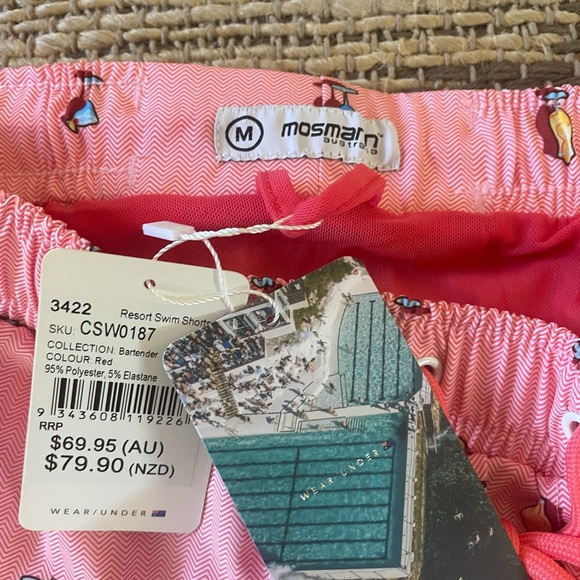 M mosmann™
australia
3422 Resort Swim Shorts
SKU: CSW0187
COLLECTION: Bartender
COLOUR: Red
95% Polyester, 5% Elastane
9 343608 119226
RRP
$69.95 (AU)
$79.90 (NZD)
WEAR/UNDER
WEAR/UNDER